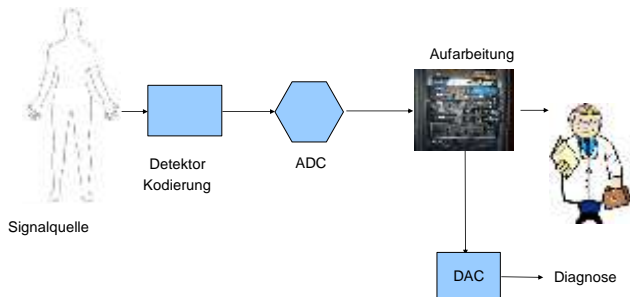 Aufarbeitung
Detektor
Kodierung
ADC
Signalquelle
DAC
Diagnose